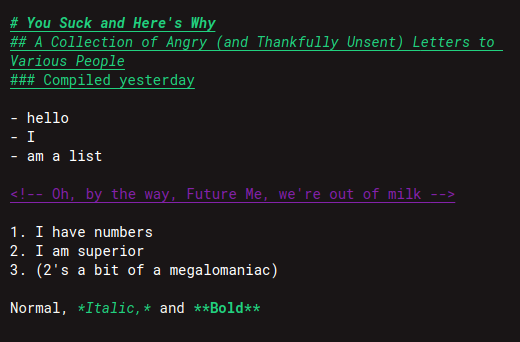 # You Suck and Here's Why
## A Collection of Angry (and Thankfully Unsent) Letters to
Various People
### Compiled yesterday
- hello
- I
- am a list
<!-- Oh, by the way, Future Me, we're out of milk -->
1. I have numbers
2. I am superior
3. (2's a bit of a megalomaniac)
Normal, *Italic,* and **Bold**